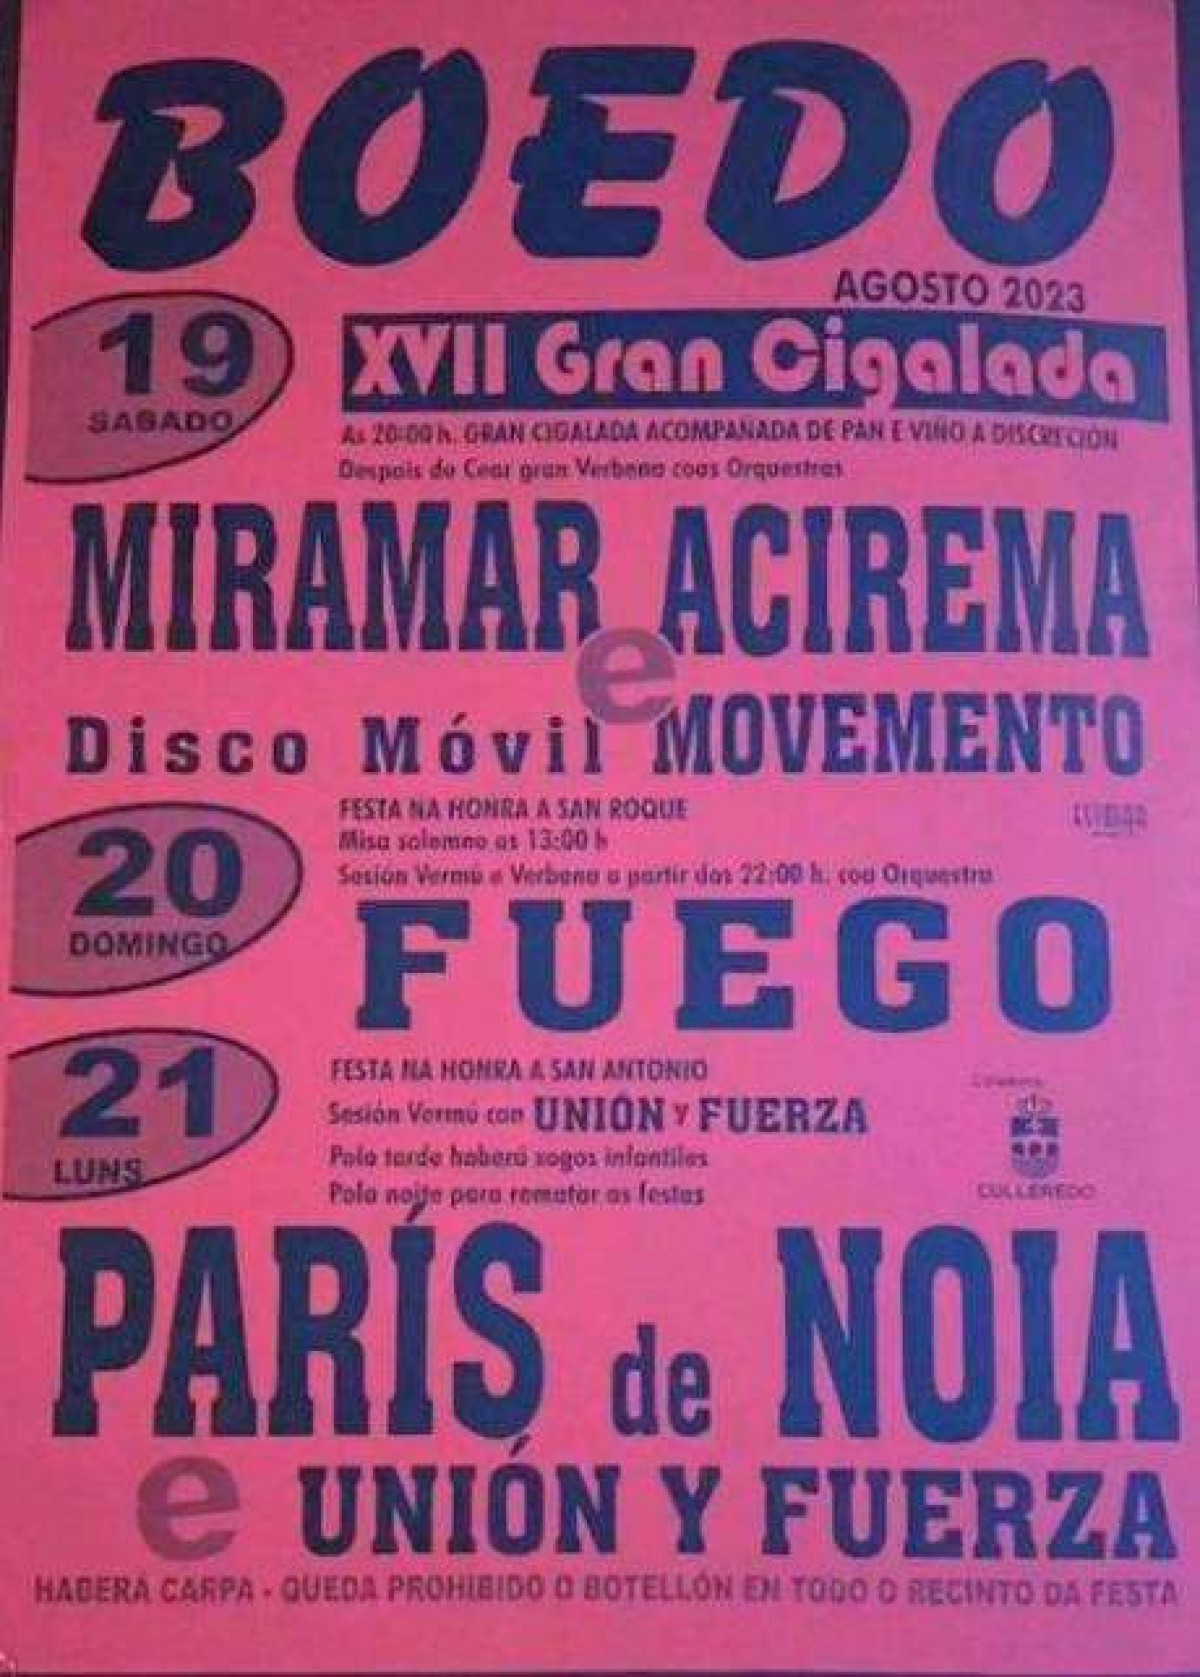 BOEDO
AGOSTO 2023
19
SABADO
XVII Gran Cigalada
As 20:00 h. GRAN CIGALADA ACOMPAÑADA DE PAN E VIÑO A DISCRECIÓN
Despois de Cear gran Verbena coas Orquestras
MIRAMAR ACIREMA
e
Disco Móvil MOVEMENTO
20
DOMINGO
FESTA NA HONRA A SAN ROQUE
Misa solemne as 13:00 h
Sesión Vermú e Verbena a partir das 22:00 h. coa Orquestra
FUEGO
21
LUNS
FESTA NA HONRA A SAN ANTONIO
Sesión Vermú con UNIÓN Y FUERZA
Pola tarde haberá xogos infantiles
Pola noite para rematar as festas
CULLEREDO
PARÍS de NOIA
e UNIÓN Y FUERZA
HABERÁ CARPA - QUEDA PROHIBIDO O BOTELLÓN EN TODO O RECINTO DA FESTA